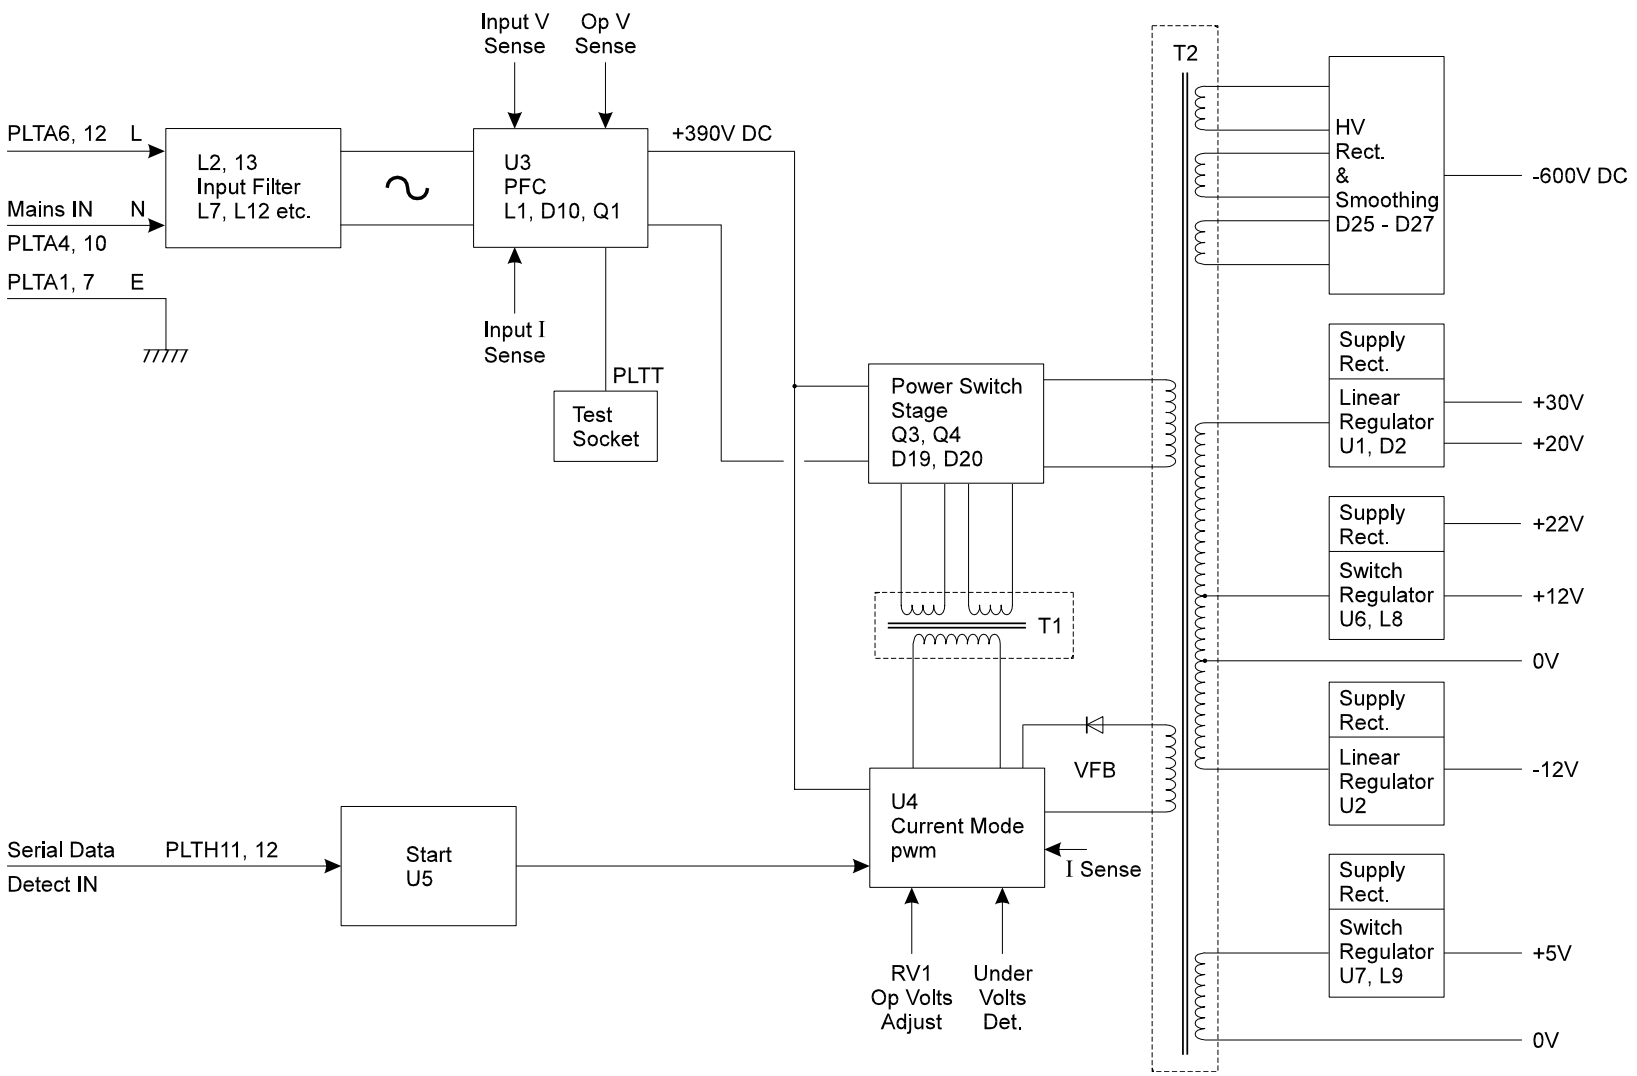 Input V
Sense
Op V
Sense
PLTA6, 12 L
Mains IN N
PLTA4, 10
PLTA1, 7 E
L2, 13
Input Filter
L7, L12 etc.
U3
PFC
L1, D10, Q1
+390V DC
Input I
Sense
PLTT
Test
Socket
Power Switch
Stage
Q3, Q4
D19, D20
T1
T2
VFB
U4
Current Mode
pwm
I Sense
Serial Data PLTH11, 12
Detect IN
Start
U5
RV1
Op Volts
Adjust
Under
Volts
Det.
HV
Rect.
&
Smoothing
D25 - D27
-600V DC
Supply
Rect.
Linear
Regulator
U1, D2
+30V
+20V
Supply
Rect.
Switch
Regulator
U6, L8
+22V
+12V
0V
Supply
Rect.
Linear
Regulator
U2
-12V
Supply
Rect.
Switch
Regulator
U7, L9
+5V
0V